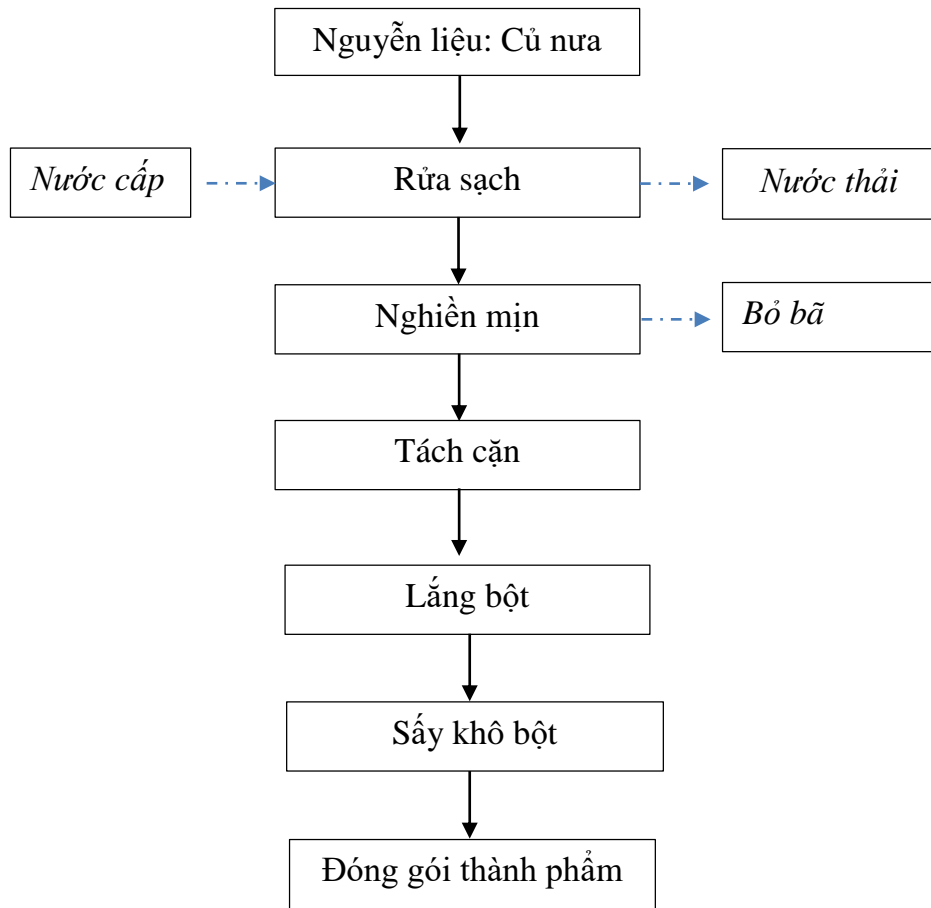 Nguyễn liệu: Củ nưa
Nước cấp
Rửa sạch
Nước thải
Nghiền mịn
Bỏ bã
Tách cặn
Lắng bột
Sấy khô bột
Đóng gói thành phẩm